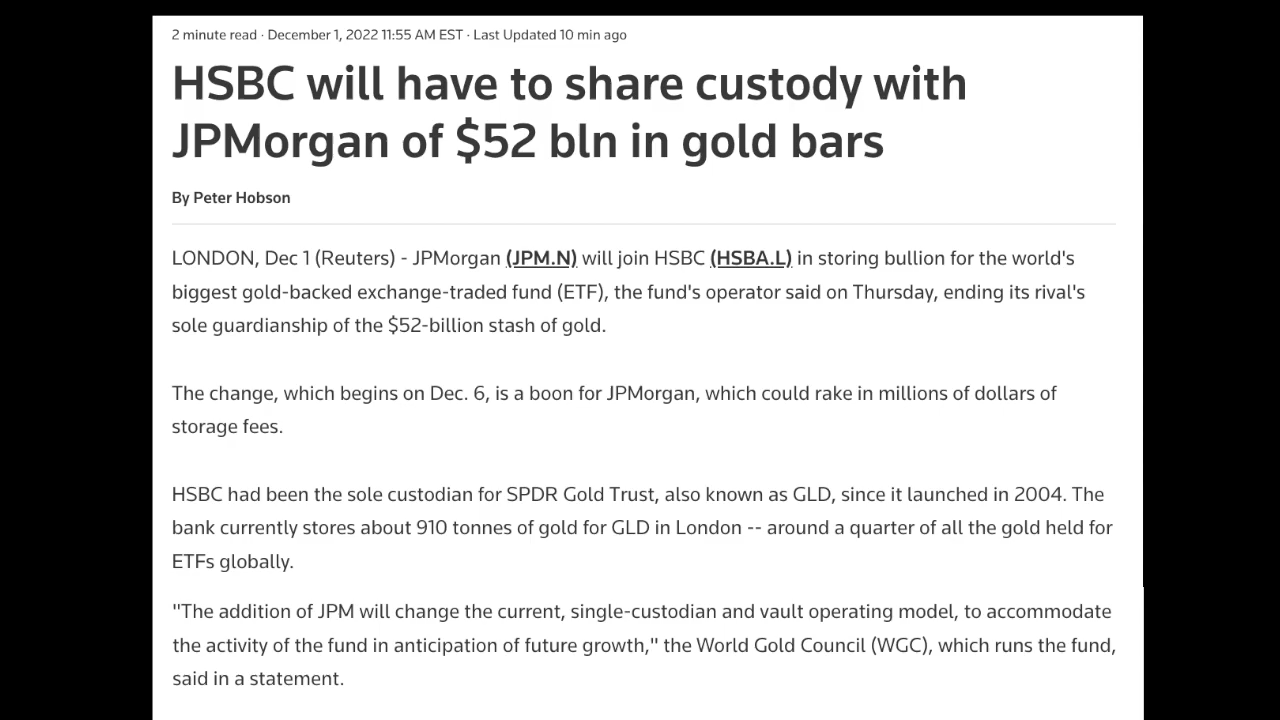 2 minute read · December 1, 2022 11:55 AM EST · Last Updated 10 min ago
HSBC will have to share custody with
JPMorgan of $52 bln in gold bars
By Peter Hobson
LONDON, Dec 1 (Reuters) - JPMorgan (JPM.N) will join HSBC (HSBA.L) in storing bullion for the world's
biggest gold-backed exchange-traded fund (ETF), the fund's operator said on Thursday, ending its rival's
sole guardianship of the $52-billion stash of gold.
The change, which begins on Dec. 6, is a boon for JPMorgan, which could rake in millions of dollars of
storage fees.
HSBC had been the sole custodian for SPDR Gold Trust, also known as GLD, since it launched in 2004. The
bank currently stores about 910 tonnes of gold for GLD in London -- around a quarter of all the gold held for
ETFs globally.
"The addition of JPM will change the current, single-custodian and vault operating model, to accommodate
the activity of the fund in anticipation of future growth," the World Gold Council (WGC), which runs the fund,
said in a statement.